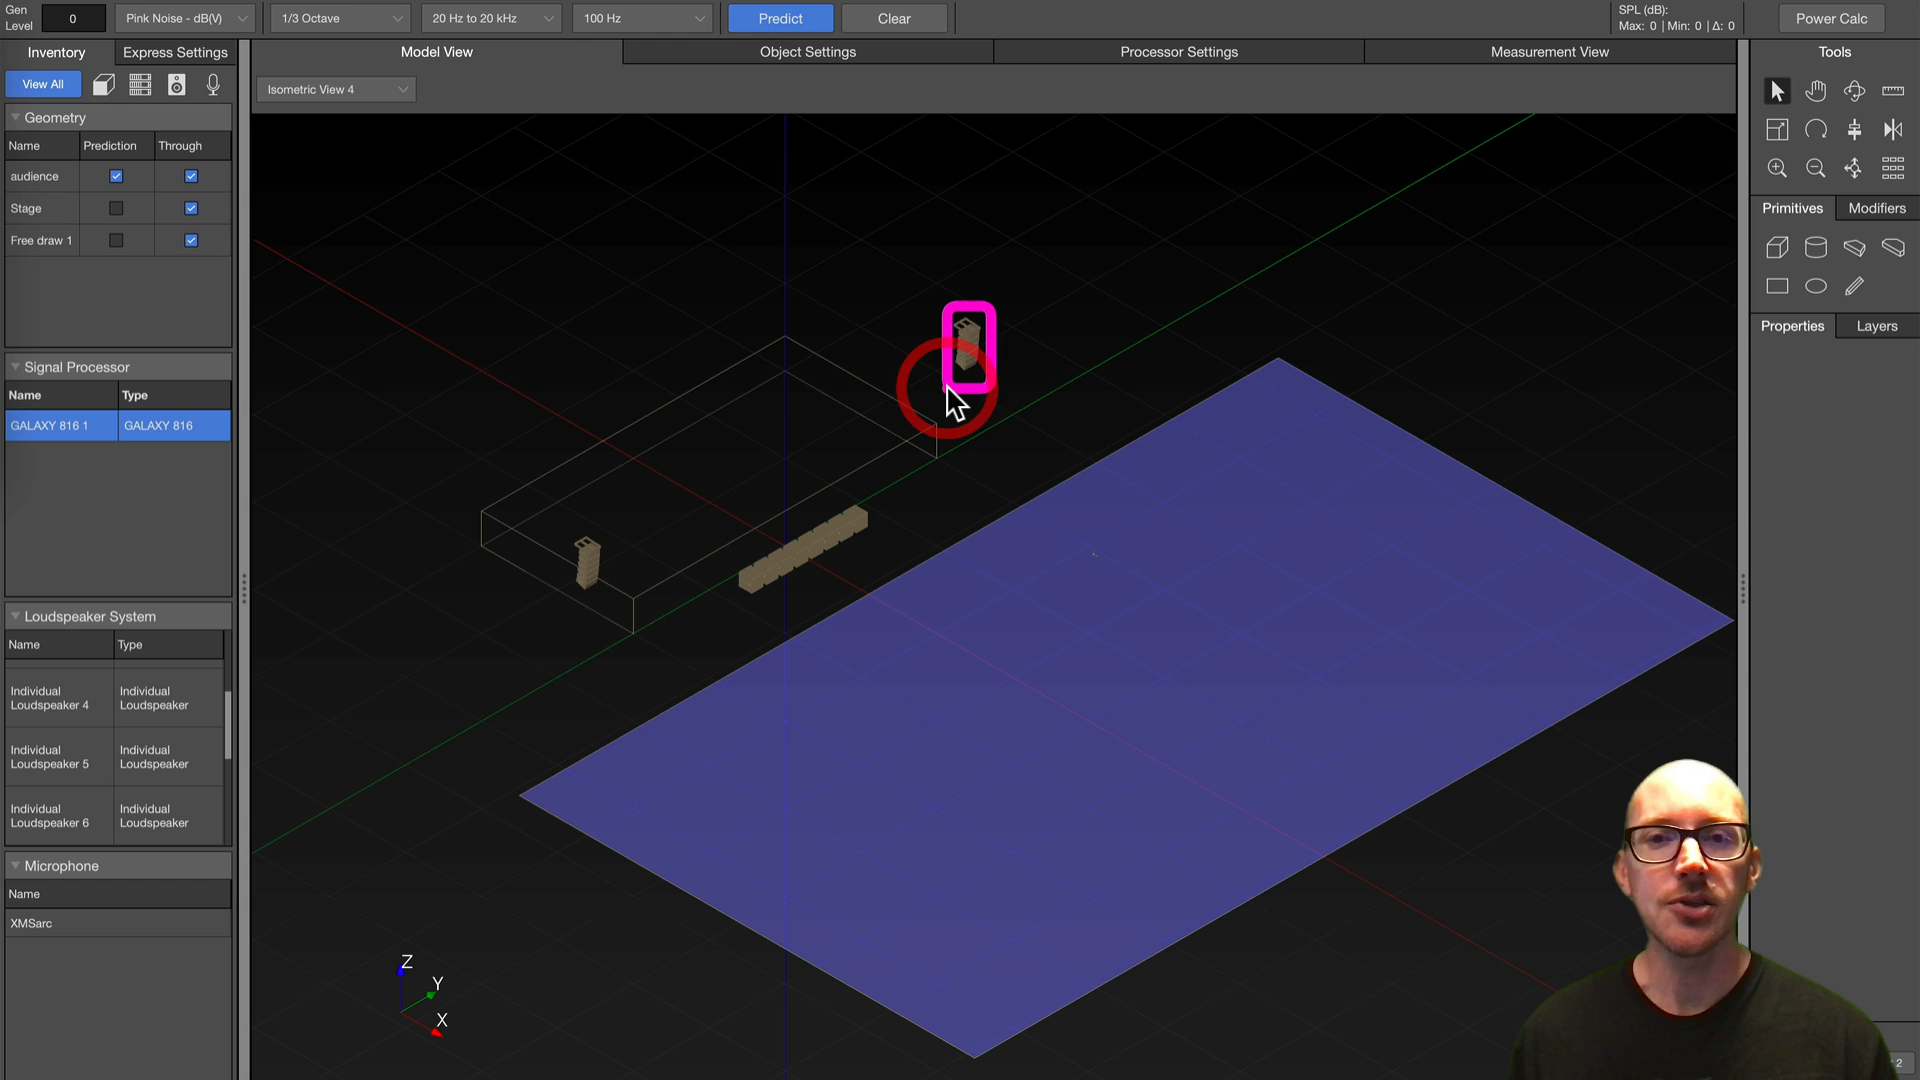 Gen
Level
0
Pink Noise - dB(V)
1/3 Octave
20 Hz to 20 kHz
100 Hz
Predict
Clear
SPL (dB):
Max: 0 | Min: 0 | Δ: 0
Power Calc
Inventory
Express Settings
Model View
Object Settings
Processor Settings
Measurement View
Tools
View All
Isometric View 4
Geometry
Name
Prediction
Through
audience
Stage
Free draw 1
Primitives
Modifiers
Properties
Layers
Signal Processor
Name
Type
GALAXY 816 1
GALAXY 816
Loudspeaker System
Name
Type
Individual
Loudspeaker 4
Individual
Loudspeaker
Individual
Loudspeaker 5
Individual
Loudspeaker
Individual
Loudspeaker 6
Individual
Loudspeaker
Microphone
Name
XMSarc
Z
Y
X
2